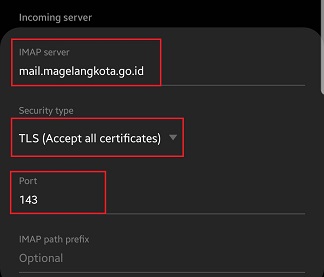 Incoming server
IMAP server
mail.magelangkota.go.id
Security type
TLS (Accept all certificates)
Port
143
IMAP path prefix
Optional